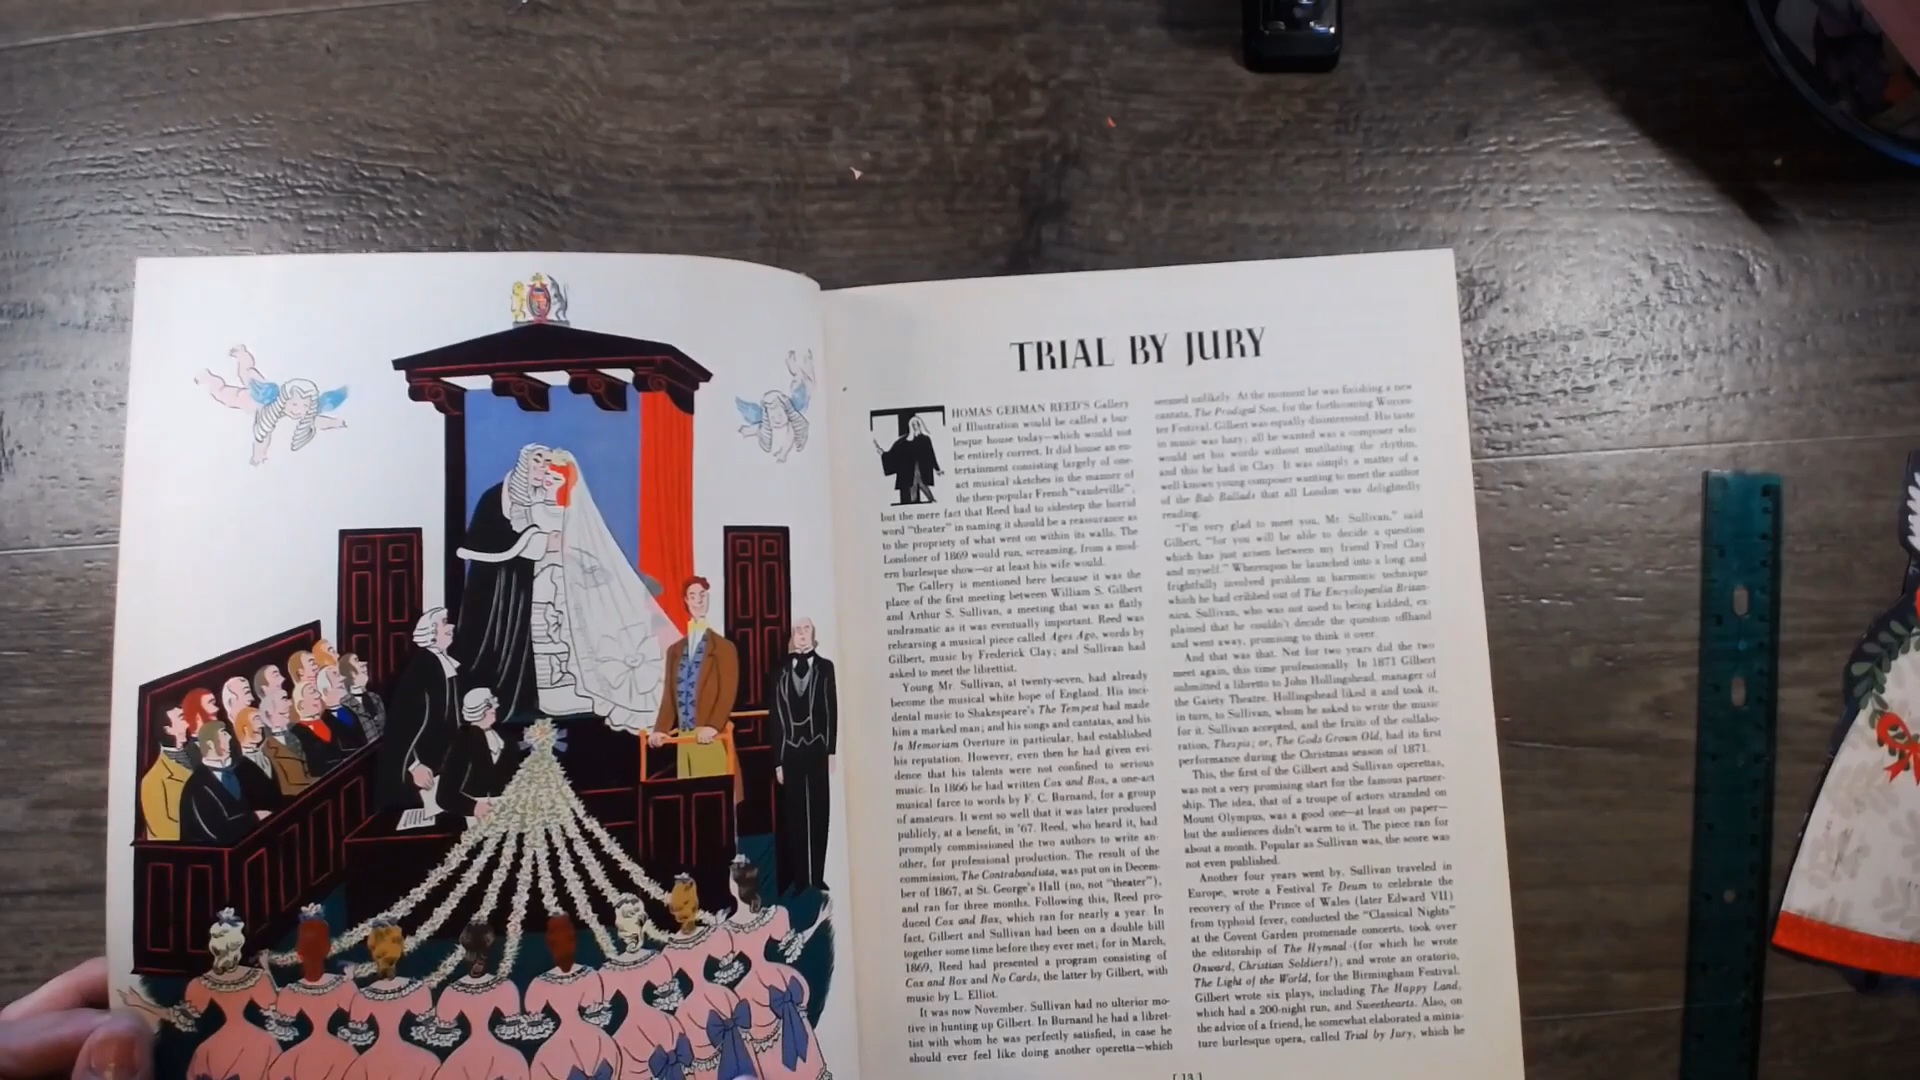 TRIAL BY JURY
THOMAS GERMAN REED'S Gallery
of Illustration would be called a bur-
lesque house today—which would not
be entirely correct. It did house an en-
tertainment consisting largely of one-
act musical sketches in the manner of
the then-popular French "vaudeville";
but the mere fact that Reed had to sidestep the horrid
word "theater" in naming it should be a reassurance as
to the propriety of what went on within its walls. The
Londoner of 1869 would run, screaming, from a mod-
ern burlesque show—or at least his wife would.
The Gallery is mentioned here because it was the
place of the first meeting between William S. Gilbert
and Arthur S. Sullivan, a meeting that was as flatly
undramatic as it was eventually important. Reed was
rehearsing a musical piece called Ages Ago, words by
Gilbert, music by Frederick Clay; and Sullivan had
asked to meet the librettist.
Young Mr. Sullivan, at twenty-seven, had already
become the musical white hope of England. His inci-
dental music to Shakespeare's The Tempest had made
him a marked man; and his songs and cantatas, and his
In Memoriam Overture in particular, had established
his reputation. However, even then he had given evi-
dence that his talents were not confined to serious
music. In 1866 he had written Cox and Box, a one-act
musical farce to words by F. C. Burnand, for a group
of amateurs. It went so well that it was later produced
publicly, at a benefit, in '67. Reed, who heard it, had
promptly commissioned the two authors to write an-
other, for professional production. The result of the
commission, The Contrabandista, was put on in Decem-
ber of 1867, at St. George's Hall (no, not "theater"),
and ran for three months. Following this, Reed pro-
duced Cox and Box, which ran for nearly a year. In
fact, Gilbert and Sullivan had been on a double bill
together some time before they ever met; for in March,
1869, Reed had presented a program consisting of
Cox and Box and No Cards, the latter by Gilbert, with
music by L. Elliot.
It was now November. Sullivan had no ulterior mo-
tive in hunting up Gilbert. In Burnand he had a libret-
tist with whom he was perfectly satisfied, in case he
should ever feel like doing another operetta—which
seemed unlikely. At the moment he was finishing a new
cantata, The Prodigal Son, for the forthcoming Worces-
ter Festival. Gilbert was equally disinterested. His taste
in music was hazy; all he wanted was a composer who
would set his words without mutilating the rhythm,
and this he had in Clay. It was simply a matter of a
well-known young composer wanting to meet the author
of the Bab Ballads that all London was delightedly
reading.
"I'm very glad to meet you, Mr. Sullivan," said
Gilbert, "for you will be able to decide a question
which has just arisen between my friend Fred Clay
and myself." Whereupon he launched into a long and
frightfully involved problem in harmonic technique
which he had cribbed out of The Encyclopædia Britan-
nica. Sullivan, who was not used to being kidded, ex-
plained that he couldn't decide the question offhand
and went away, promising to think it over.
And that was that. Not for two years did the two
meet again, this time professionally. In 1871 Gilbert
submitted a libretto to John Hollingshead, manager of
the Gaiety Theatre. Hollingshead liked it and took it,
in turn, to Sullivan, whom he asked to write the music
for it. Sullivan accepted, and the fruits of the collabo-
ration, Thespis; or, The Gods Grown Old, had its first
performance during the Christmas season of 1871.
This, the first of the Gilbert and Sullivan operettas,
was not a very promising start for the famous partner-
ship. The idea, that of a troupe of actors stranded on
Mount Olympus, was a good one—at least on paper—
but the audiences didn't warm to it. The piece ran for
about a month. Popular as Sullivan was, the score was
not even published.
Another four years went by. Sullivan traveled in
Europe, wrote a Festival Te Deum to celebrate the
recovery of the Prince of Wales (later Edward VII)
from typhoid fever, conducted the "Classical Nights"
at the Covent Garden promenade concerts, took over
the editorship of The Hymnal (for which he wrote
Onward, Christian Soldiers!), and wrote an oratorio,
The Light of the World, for the Birmingham Festival.
Gilbert wrote six plays, including The Happy Land,
which had a 200-night run, and Sweethearts. Also, on
the advice of a friend, he somewhat elaborated a minia-
ture burlesque opera, called Trial by Jury, which he
[ 13 ]